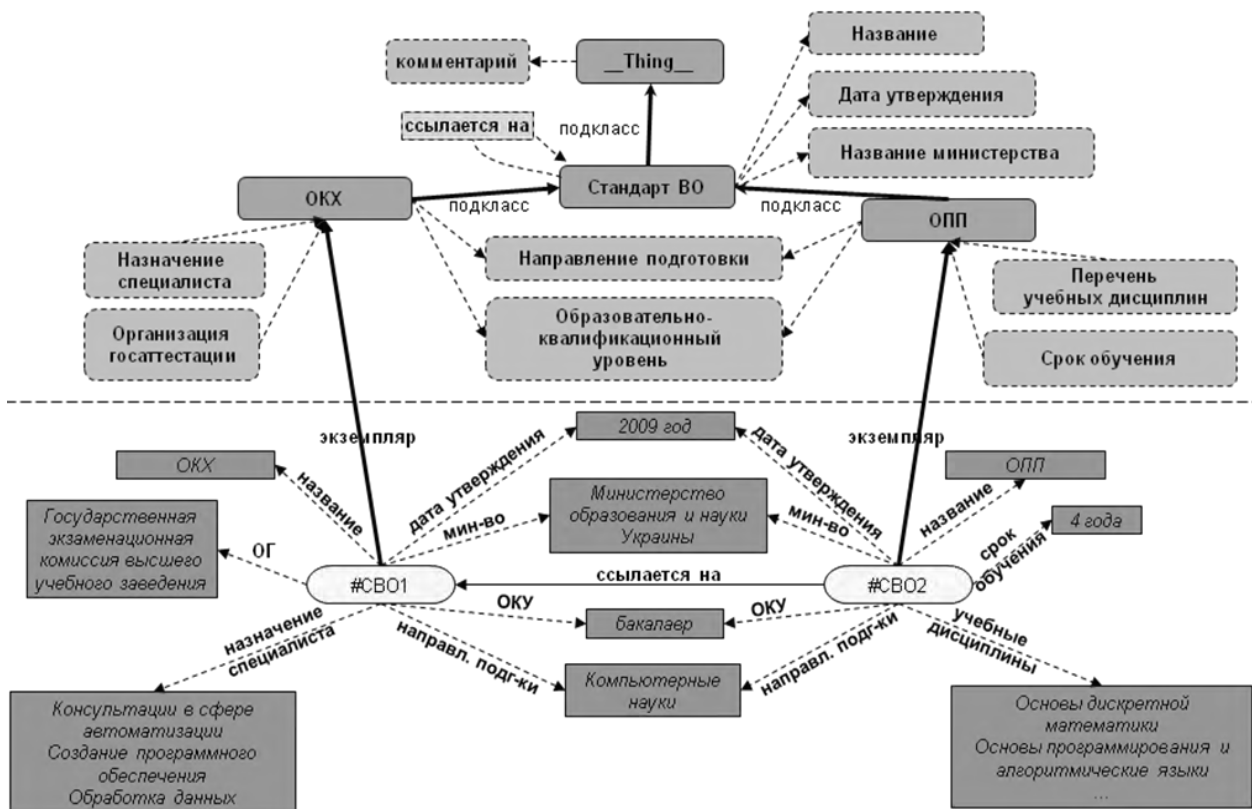 Название
комментарий
__Thing__
Дата утверждения
ссылается на
подкласс
Название министерства
Стандарт ВО
ОКХ
подкласс
подкласс
ОПП
Назначение
специалиста
Направление подготовки
Перечень
учебных дисциплин
Организация
госаттестации
Образовательно-
квалификационный
уровень
Срок обучения
экземпляр
2009 год
экземпляр
ОКХ
название
дата утверждения
дата утверждения
ОПП
название
Государственная
экзаменационная
комиссия высшего
учебного заведения
ОГ
мин-во
Министерство
образования и науки
Украины
мин-во
4 года
срок
обучения
#СВО1
ссылается на
#СВО2
ОКУ
бакалавр
ОКУ
назначение
специалиста
направл. подг-ки
Компьютерные
науки
направл. подг-ки
учебные
дисциплины
Консультации в сфере
автоматизации
Создание программного
обеспечения
Обработка данных
Основы дискретной
математики
Основы программирования и
алгоритмические языки
...